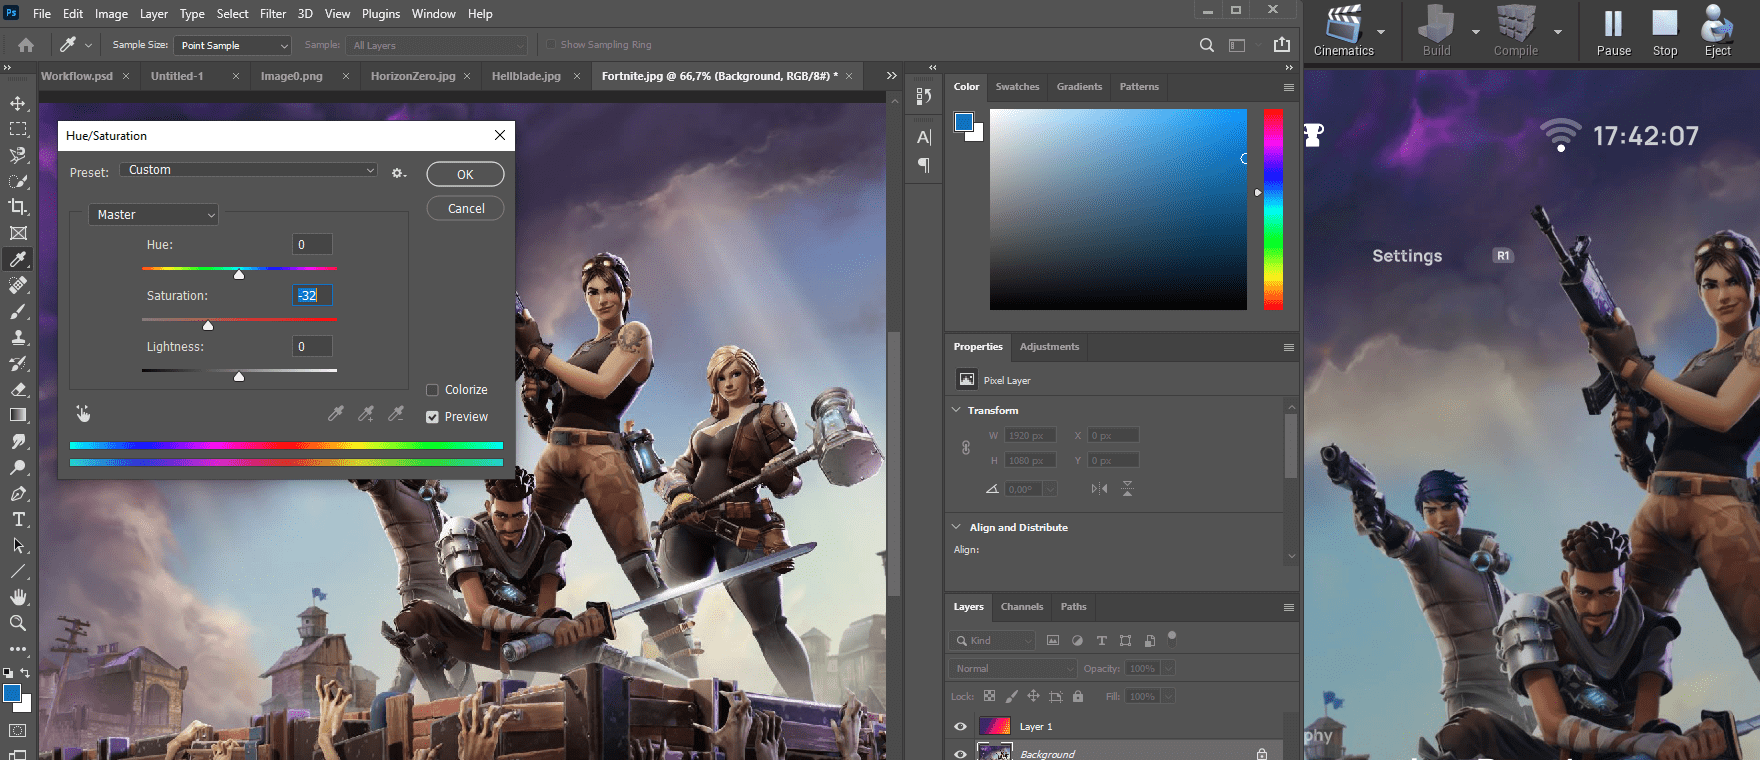 Ps File Edit Image Layer Type Select Filter 3D View Plugins Window Help
Sample Size: Point Sample Sample: All Layers Show Sampling Ring
Workflow.psd × Untitled-1 × Image0.png × HorizonZero.jpg × Hellblade.jpg × Fortnite.jpg @ 66,7% (Background, RGB/8#) * ×
Hue/Saturation
Preset: Custom
OK
Cancel
Master
Hue: 0
Saturation: -32
Lightness: 0
Colorize
Preview
Color Swatches Gradients Patterns
Properties Adjustments
Pixel Layer
Transform
W 1920 px X 0 px
H 1080 px Y 0 px
0,00°
Align and Distribute
Align:
Layers Channels Paths
Kind
Normal Opacity: 100%
Lock: Fill: 100%
Layer 1
Background
Cinematics Build Compile Pause Stop Eject
17:42:07
Settings R1
phy